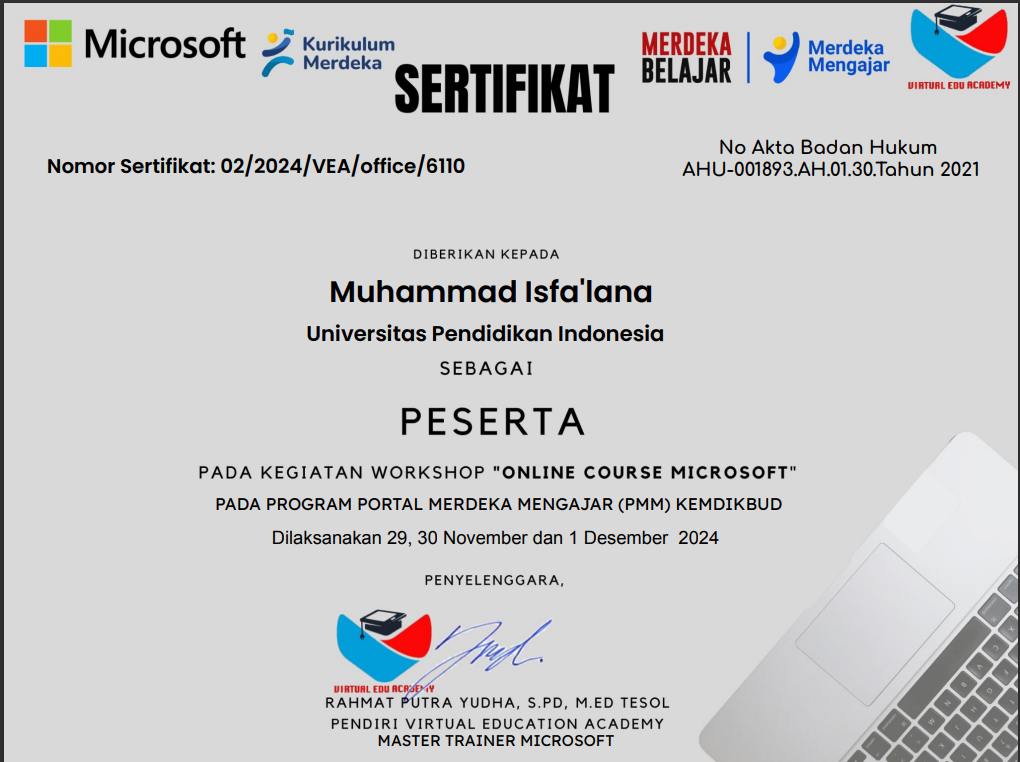 Microsoft
Kurikulum
Merdeka
SERTIFIKAT
MERDEKA
BELAJAR
Merdeka
Mengajar
VIRTUAL EDU ACADEMY
Nomor Sertifikat: 02/2024/VEA/office/6110
No Akta Badan Hukum
AHU-001893.AH.01.30.Tahun 2021
DIBERIKAN KEPADA
Muhammad Isfa'lana
Universitas Pendidikan Indonesia
SEBAGAI
PESERTA
PADA KEGIATAN WORKSHOP "ONLINE COURSE MICROSOFT"
PADA PROGRAM PORTAL MERDEKA MENGAJAR (PMM) KEMDIKBUD
Dilaksanakan 29, 30 November dan 1 Desember 2024
PENYELENGGARA,
VIRTUAL EDU ACADEMY
RAHMAT PUTRA YUDHA, S.PD, M.ED TESOL
PENDIRI VIRTUAL EDUCATION ACADEMY
MASTER TRAINER MICROSOFT